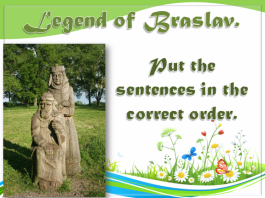 Legend of Braslav.
Put the
sentences in the
correct order.